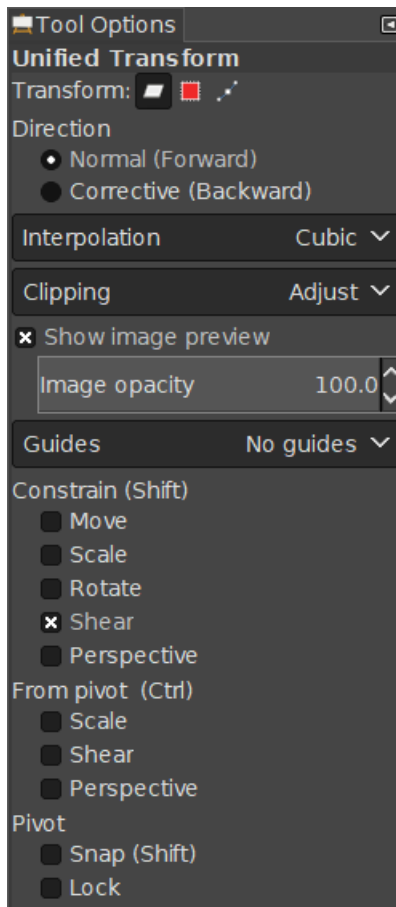 Tool Options
Unified Transform
Transform:
Direction
Normal (Forward)
Corrective (Backward)
Interpolation Cubic
Clipping Adjust
Show image preview
Image opacity 100.0
Guides No guides
Constrain (Shift)
Move
Scale
Rotate
Shear
Perspective
From pivot  (Ctrl)
Scale
Shear
Perspective
Pivot
Snap (Shift)
Lock